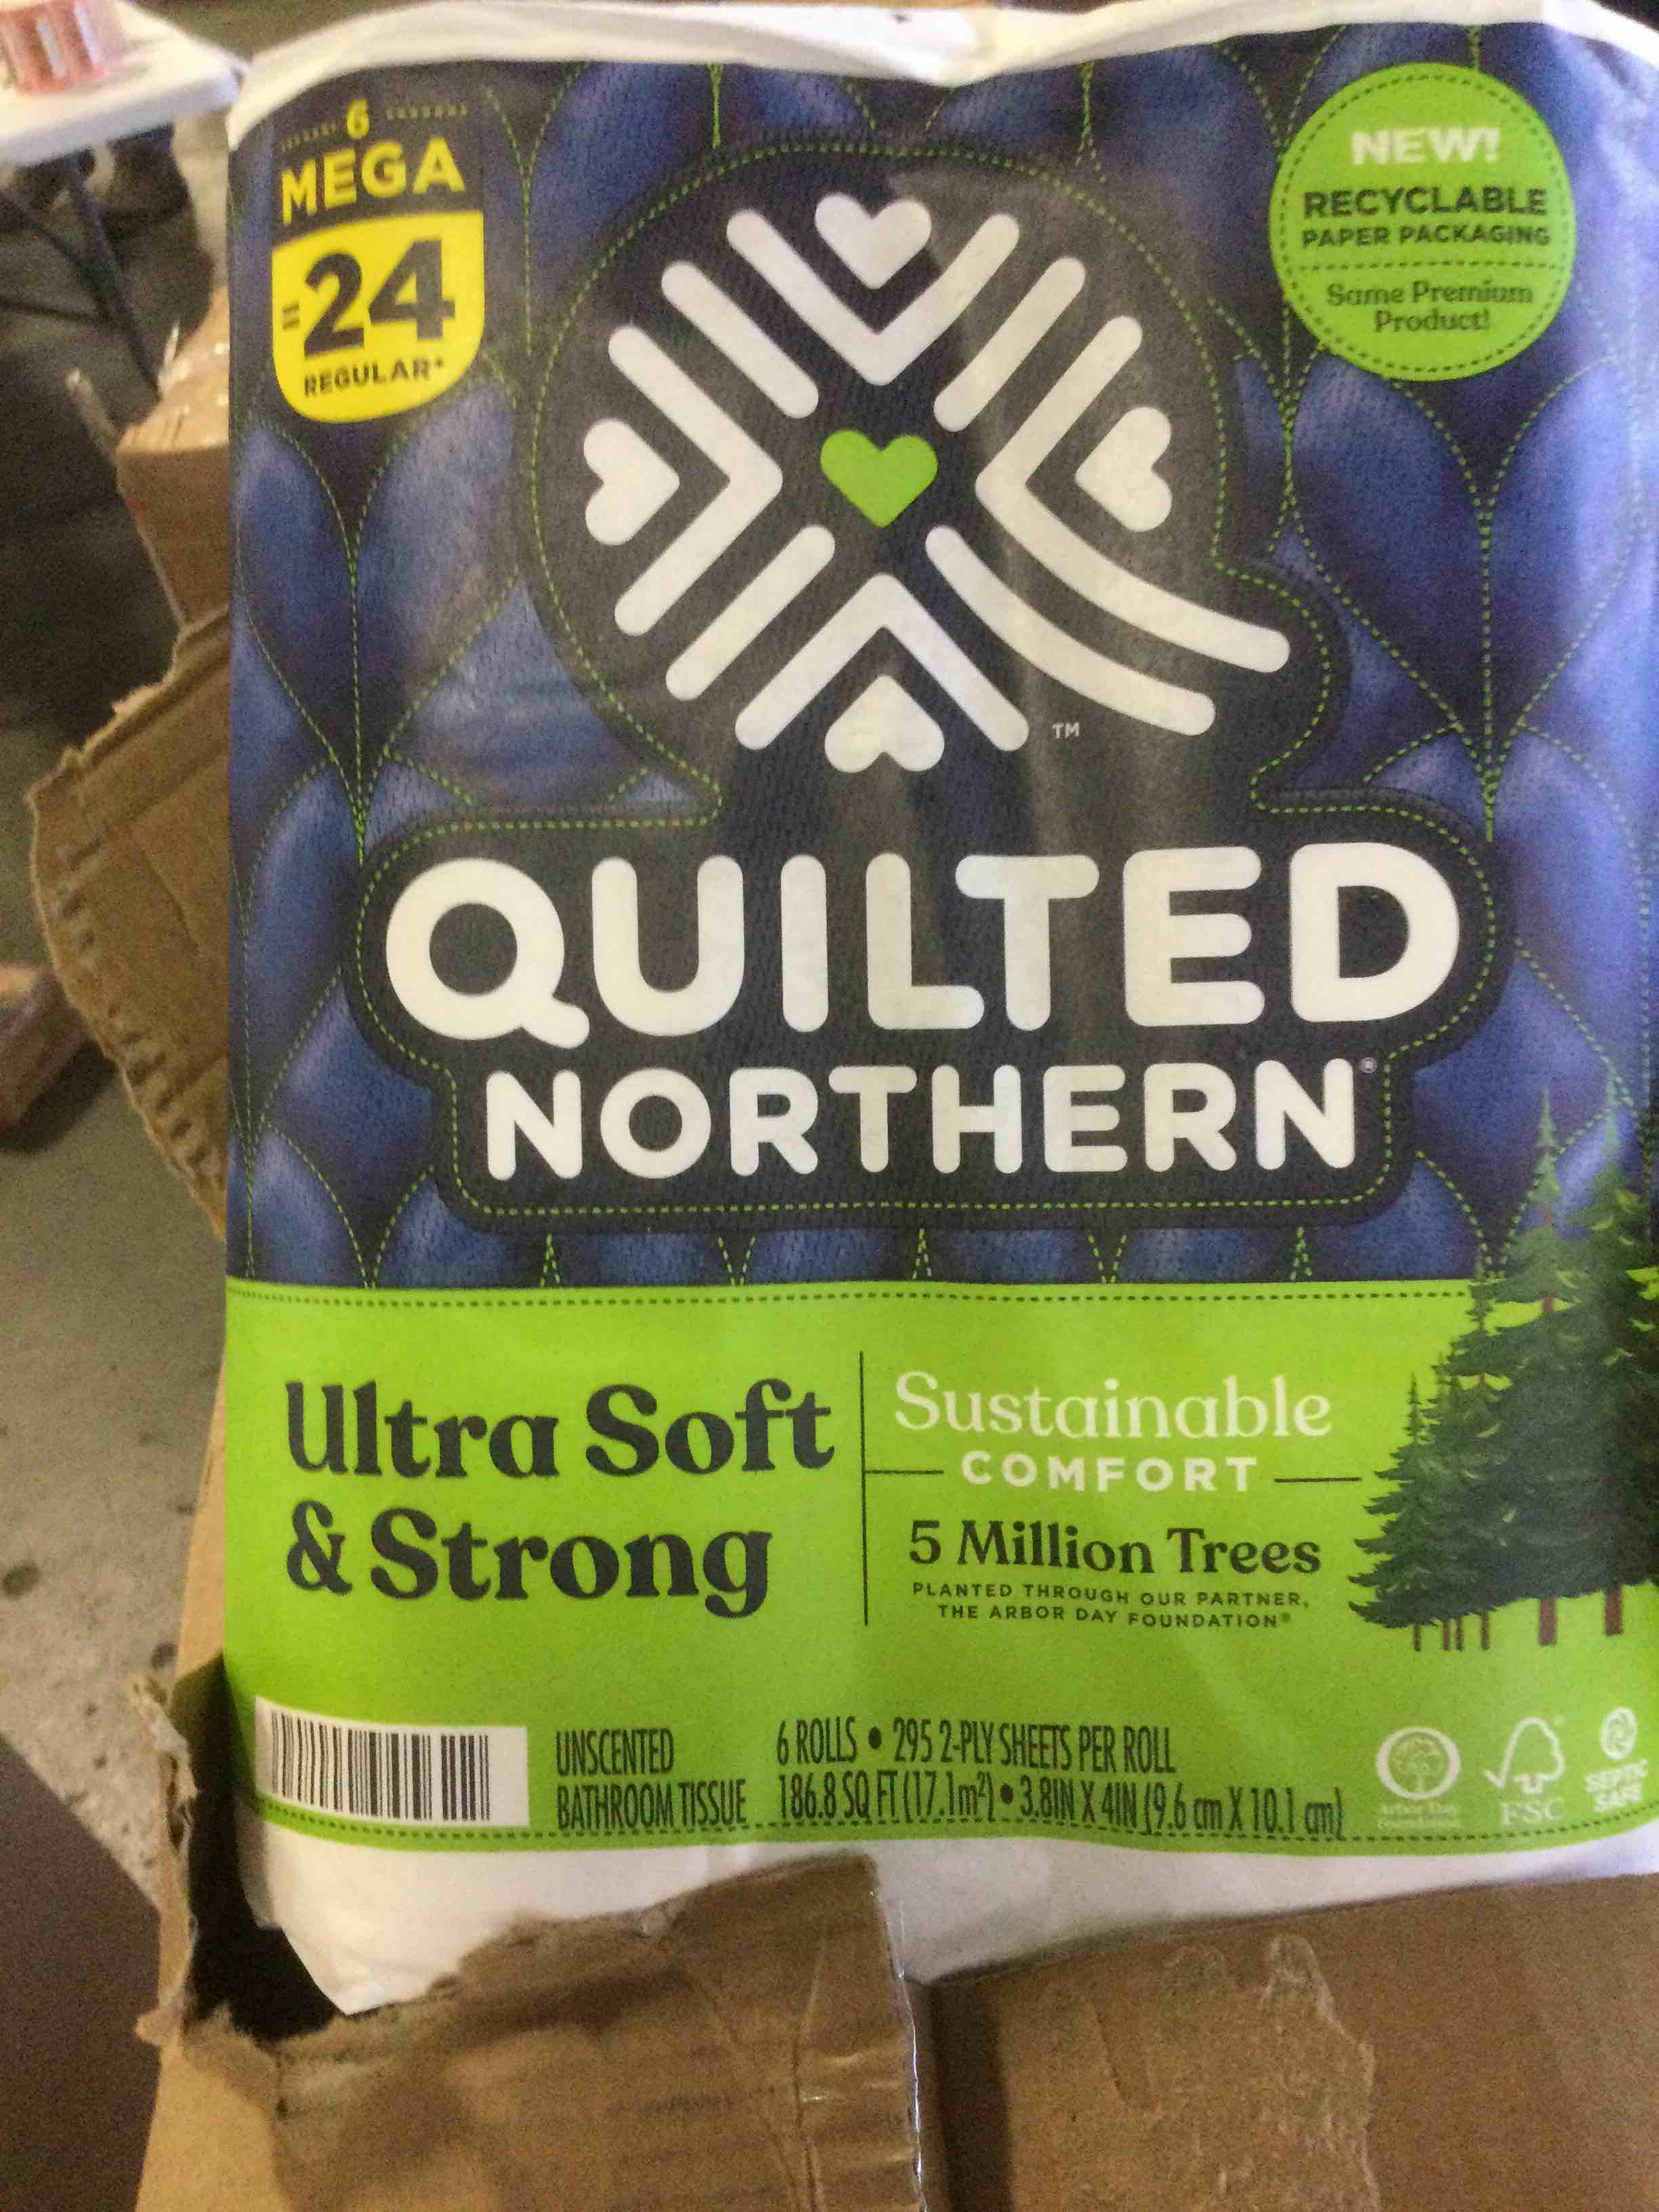 6
MEGA
=24
REGULAR*
NEW!
RECYCLABLE
PAPER PACKAGING
Same Premium
Product!
TM
QUILTED
NORTHERN®
Ultra Soft
& Strong
Sustainable
COMFORT
5 Million Trees
PLANTED THROUGH OUR PARTNER,
THE ARBOR DAY FOUNDATION®
UNSCENTED
BATHROOM TISSUE
6 ROLLS • 295 2-PLY SHEETS PER ROLL
186.8 SQ FT (17.1m²) • 3.8IN X 4IN (9.6 cm X 10.1 cm)
Arbor Day
Foundation
FSC
SEPTIC
SAFE